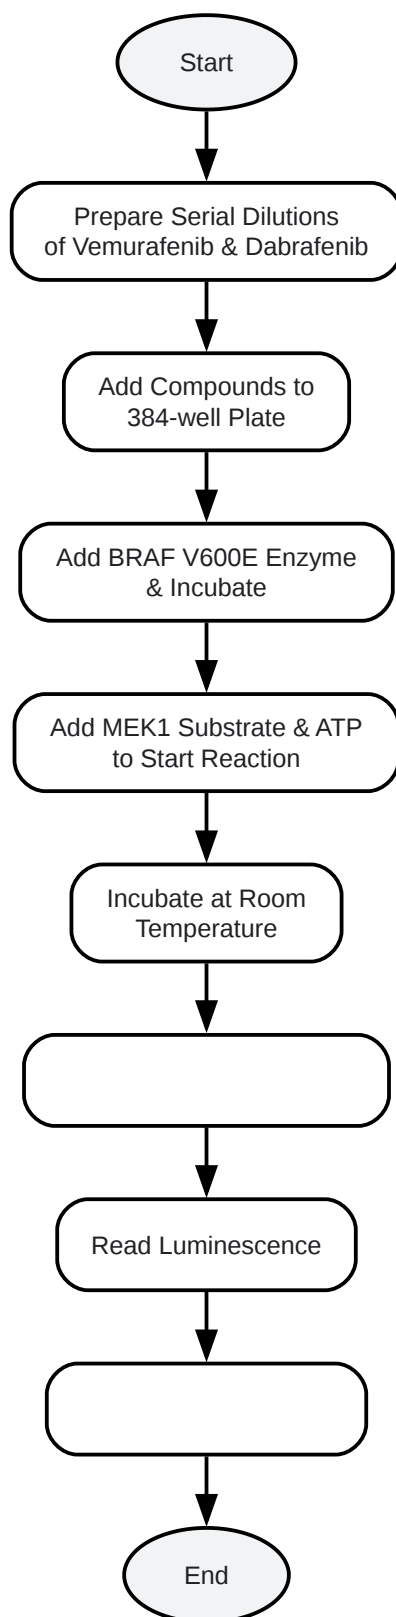 Start
Prepare Serial Dilutions
of Vemurafenib & Dabrafenib
Add Compounds to
384-well Plate
Add BRAF V600E Enzyme
& Incubate
Add MEK1 Substrate & ATP
to Start Reaction
Incubate at Room
Temperature
Read Luminescence
End